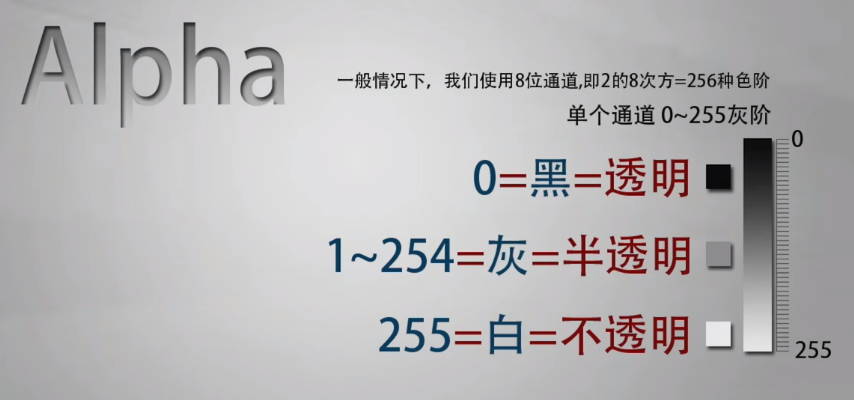 Alpha
一般情况下，我们使用8位通道,即2的8次方=256种色阶
单个通道 0~255灰阶
0
0=黑=透明
1~254=灰=半透明
255=白=不透明
255